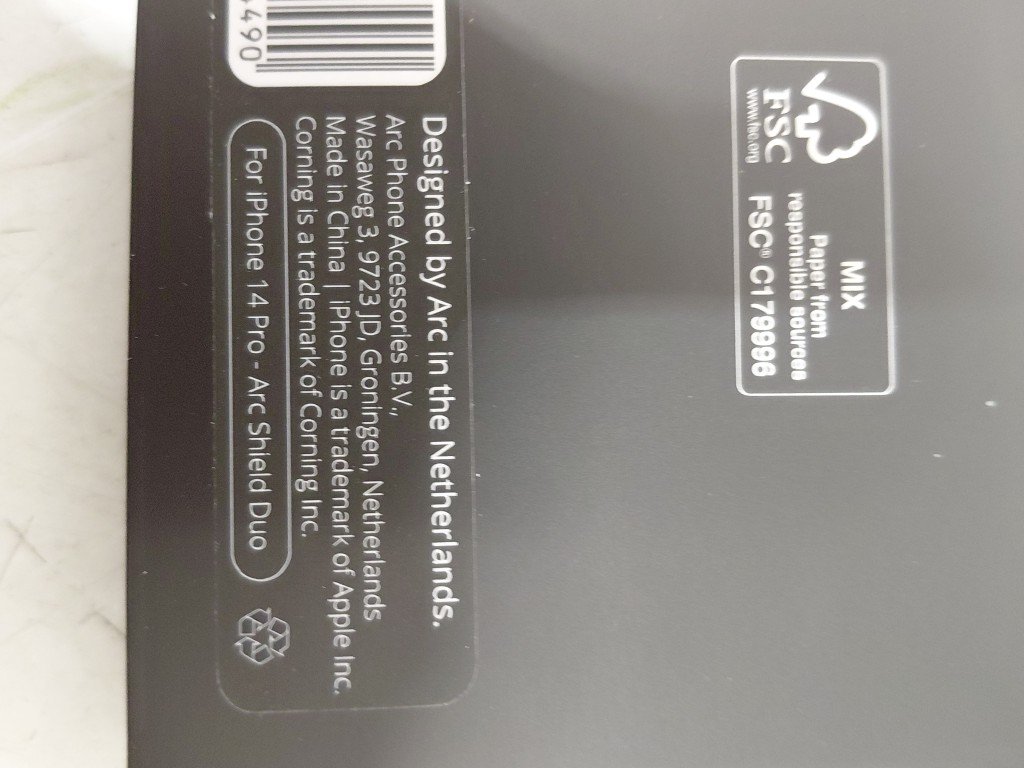 FSC
www.fsc.org
MIX
Paper from
responsible sources
FSC®
490
Designed by Arc in the Netherlands.
Arc Phone Accessories B.V.,
Wasaweg 3, 9723 JD, Groningen, Netherlands
Made in China | iPhone is a trademark of Apple Inc.
Corning is a trademark of Corning Inc.
For iPhone 14 Pro - Arc Shield Duo